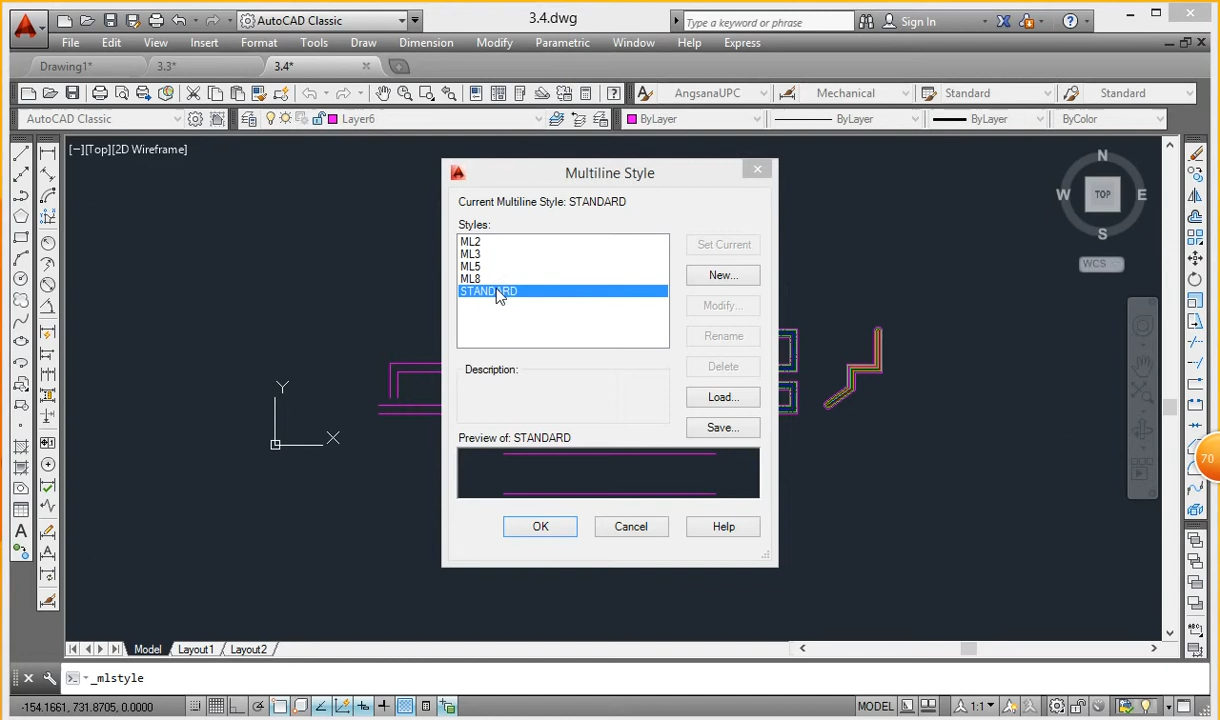 AutoCAD Classic
3.4.dwg
Type a keyword or phrase
Sign In
File Edit View Insert Format Tools Draw Dimension Modify Parametric Window Help Express
Drawing1* 3.3* 3.4*
AngsanaUPC Mechanical Standard Standard
AutoCAD Classic Layer6 ByLayer ByLayer ByLayer ByColor
[−][Top][2D Wireframe]
N
W TOP E
S
WCS
Multiline Style
Current Multiline Style: STANDARD
Styles:
ML2
ML3
ML5
ML8
STANDARD
Set Current
New...
Modify...
Rename
Delete
Load...
Save...
Description:
Preview of: STANDARD
OK Cancel Help
Y
X
70
Model Layout1 Layout2
_mlstyle
-154.1661, 731.8705, 0.0000
MODEL
1:1